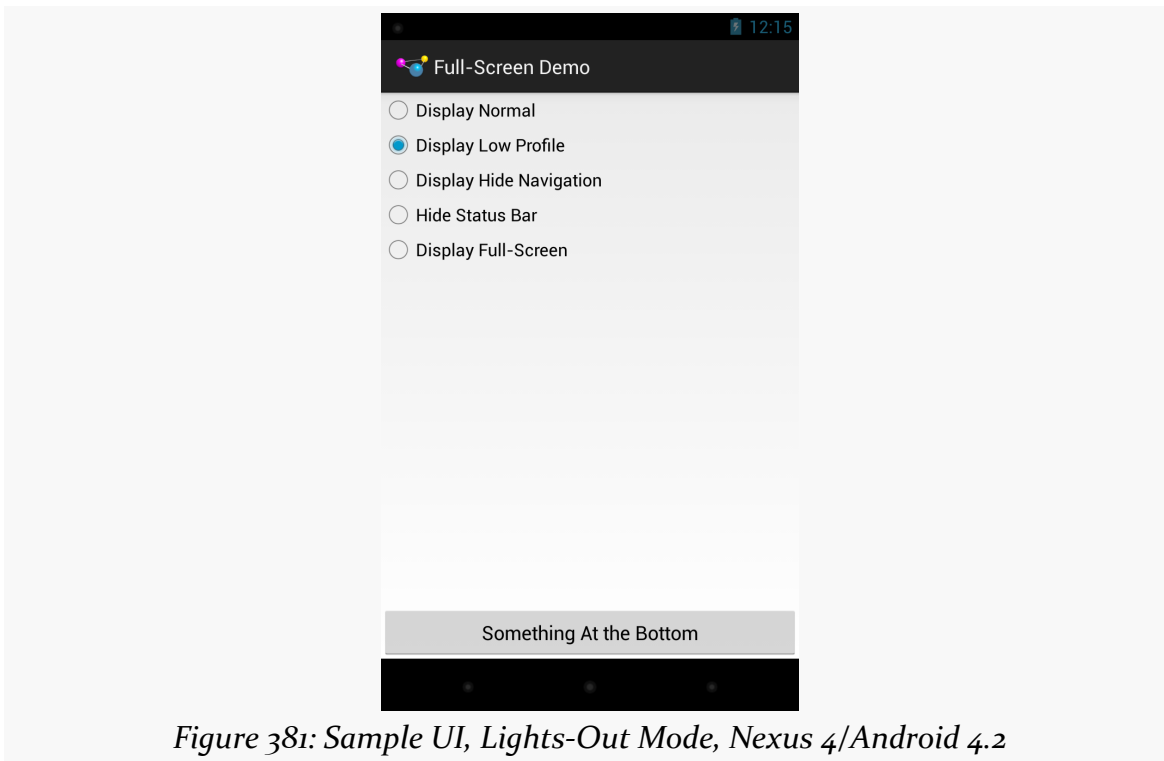 12:15
Full-Screen Demo
Display Normal
Display Low Profile
Display Hide Navigation
Hide Status Bar
Display Full-Screen
Something At the Bottom
Figure 381: Sample UI, Lights-Out Mode, Nexus 4/Android 4.2